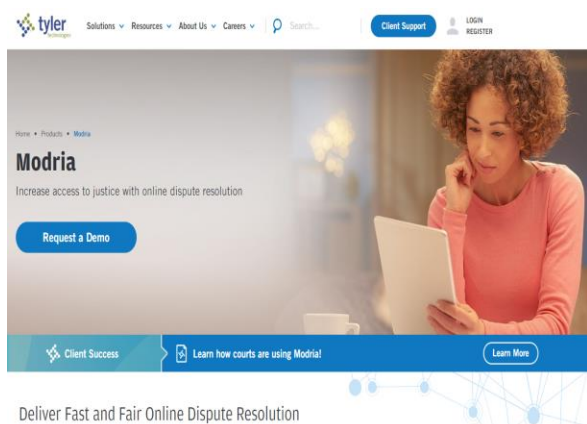 tyler
technologies
Solutions
Resources
About Us
Careers
Search...
Client Support
LOGIN
REGISTER
Home • Products • Modria
Modria
Increase access to justice with online dispute resolution
Request a Demo
Client Success
Learn how courts are using Modria!
Learn More
Deliver Fast and Fair Online Dispute Resolution